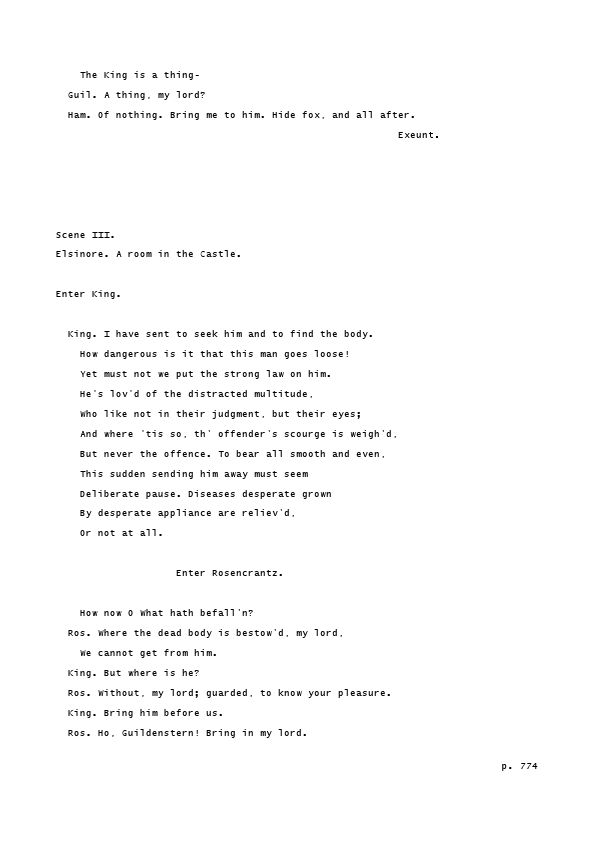 The King is a thing-
Guil. A thing, my lord?
Ham. Of nothing. Bring me to him. Hide fox, and all after.
Exeunt.
Scene III.
Elsinore. A room in the Castle.
Enter King.
King. I have sent to seek him and to find the body.
How dangerous is it that this man goes loose!
Yet must not we put the strong law on him.
He's lov'd of the distracted multitude,
Who like not in their judgment, but their eyes;
And where 'tis so, th' offender's scourge is weigh'd,
But never the offence. To bear all smooth and even,
This sudden sending him away must seem
Deliberate pause. Diseases desperate grown
By desperate appliance are reliev'd,
Or not at all.
Enter Rosencrantz.
How now O What hath befall'n?
Ros. Where the dead body is bestow'd, my lord,
We cannot get from him.
King. But where is he?
Ros. Without, my lord; guarded, to know your pleasure.
King. Bring him before us.
Ros. Ho, Guildenstern! Bring in my lord.
p. 774